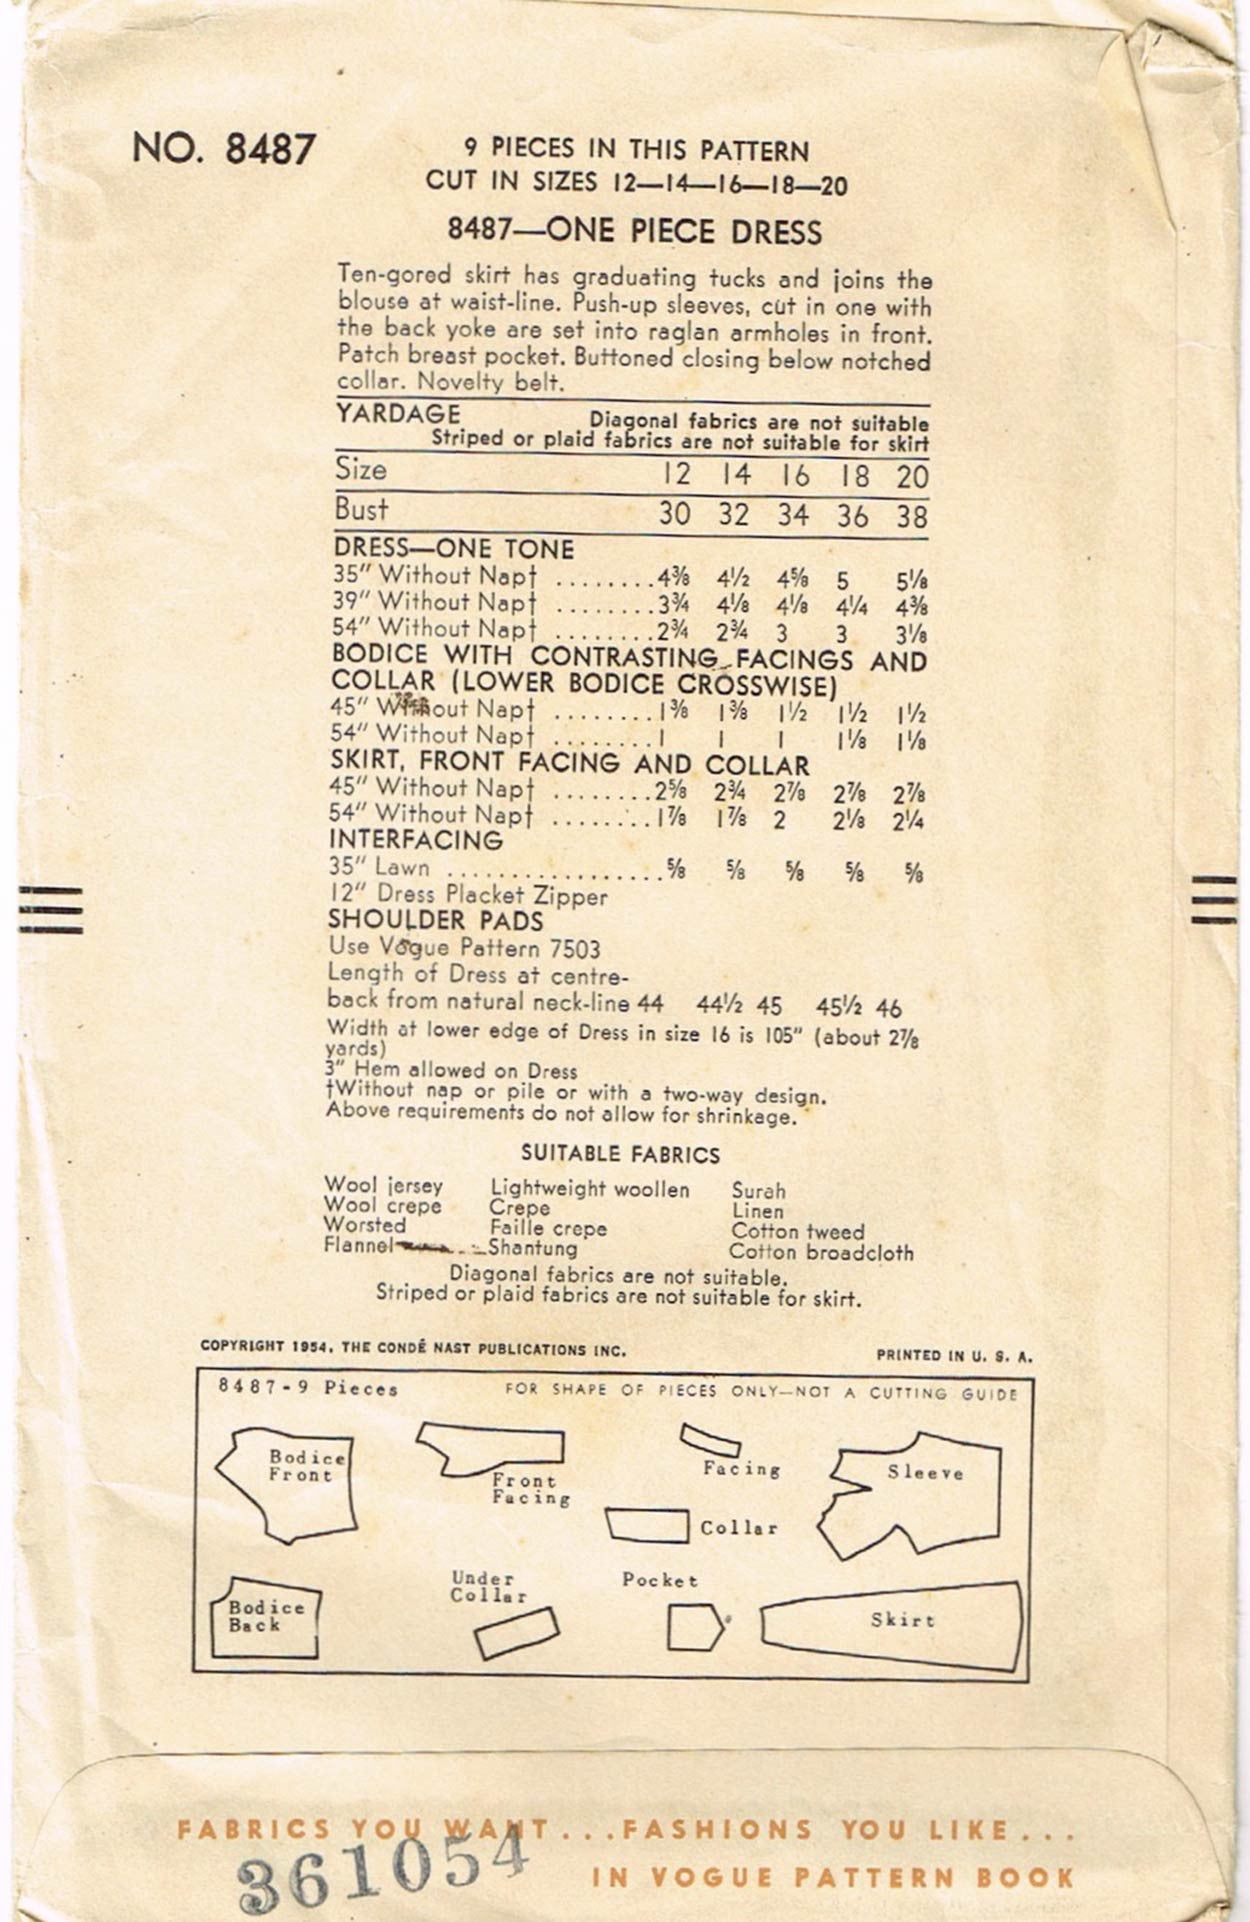 NO. 8487
9 PIECES IN THIS PATTERN
CUT IN SIZES 12—14—16—18—20
8487—ONE PIECE DRESS
Ten-gored skirt has graduating tucks and joins the
blouse at waist-line. Push-up sleeves, cut in one with
the back yoke are set into raglan armholes in front.
Patch breast pocket. Buttoned closing below notched
collar. Novelty belt.
YARDAGE Diagonal fabrics are not suitable
Striped or plaid fabrics are not suitable for skirt
Size 12 14 16 18 20
Bust 30 32 34 36 38
DRESS—ONE TONE
35" Without Nap† ........4⅜ 4½ 4⅝ 5 5⅛
39" Without Nap† ........3¾ 4⅛ 4⅛ 4¼ 4⅜
54" Without Nap† ........2¾ 2¾ 3 3 3⅛
BODICE WITH CONTRASTING FACINGS AND
COLLAR (LOWER BODICE CROSSWISE)
45" Without Nap† ........1⅜ 1⅜ 1½ 1½ 1½
54" Without Nap† ........1 1 1 1⅛ 1⅛
SKIRT, FRONT FACING AND COLLAR
45" Without Nap† ........2⅝ 2¾ 2⅞ 2⅞ 2⅞
54" Without Nap† ........1⅞ 1⅞ 2 2⅛ 2¼
INTERFACING
35" Lawn .................⅝ ⅝ ⅝ ⅝ ⅝
12" Dress Placket Zipper
SHOULDER PADS
Use Vogue Pattern 7503
Length of Dress at centre-
back from natural neck-line 44 44½ 45 45½ 46
Width at lower edge of Dress in size 16 is 105" (about 2⅞
yards)
3" Hem allowed on Dress
†Without nap or pile or with a two-way design.
Above requirements do not allow for shrinkage.
SUITABLE FABRICS
Wool jersey Lightweight woollen Surah
Wool crepe Crepe Linen
Worsted Faille crepe Cotton tweed
Flannel Shantung Cotton broadcloth
Diagonal fabrics are not suitable.
Striped or plaid fabrics are not suitable for skirt.
COPYRIGHT 1954, THE CONDÉ NAST PUBLICATIONS INC.
PRINTED IN U. S. A.
8487-9 Pieces FOR SHAPE OF PIECES ONLY—NOT A CUTTING GUIDE
Bodice
Front
Front
Facing
Facing
Sleeve
Collar
Bodice
Back
Under
Collar
Pocket
Skirt
FABRICS YOU WANT...FASHIONS YOU LIKE...
IN VOGUE PATTERN BOOK
361054